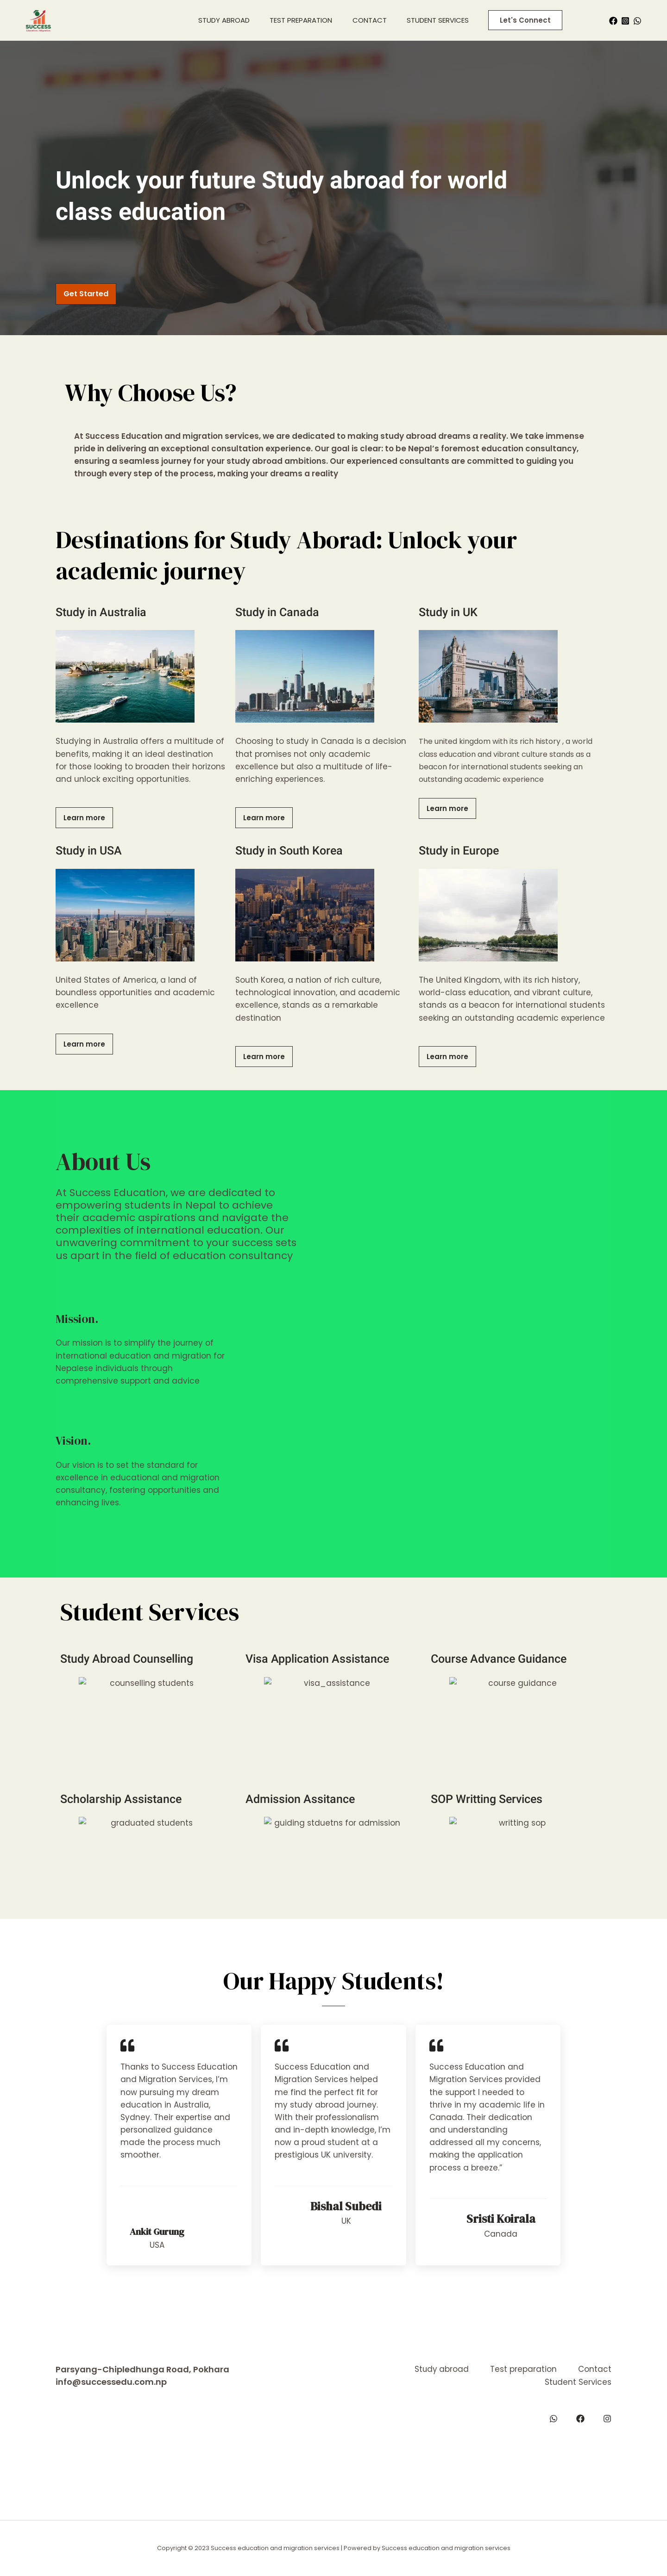 SUCCESS
STUDY ABROAD
TEST PREPARATION
CONTACT
STUDENT SERVICES
Let's Connect
Unlock your future Study abroad for world
class education
Get Started
Why Choose Us?
At Success Education and migration services, we are dedicated to making study abroad dreams a reality. We take immense
pride in delivering an exceptional consultation experience. Our goal is clear: to be Nepal's foremost education consultancy,
ensuring a seamless journey for your study abroad ambitions. Our experienced consultants are committed to guiding you
through every step of the process, making your dreams a reality
Destinations for Study Aborad: Unlock your
academic journey
Study in Australia
Studying in Australia offers a multitude of
benefits, making it an ideal destination
for those looking to broaden their horizons
and unlock exciting opportunities.
Learn more
Study in Canada
Choosing to study in Canada is a decision
that promises not only academic
excellence but also a multitude of life-
enriching experiences.
Learn more
Study in UK
The united kingdom with its rich history , a world
class education and vibrant culture stands as a
beacon for international students seeking an
outstanding academic experience
Learn more
Study in USA
United States of America, a land of
boundless opportunities and academic
excellence
Learn more
Study in South Korea
South Korea, a nation of rich culture,
technological innovation, and academic
excellence, stands as a remarkable
destination
Learn more
Study in Europe
The United Kingdom, with its rich history,
world-class education, and vibrant culture,
stands as a beacon for international students
seeking an outstanding academic experience
Learn more
About Us
At Success Education, we are dedicated to
empowering students in Nepal to achieve
their academic aspirations and navigate the
complexities of international education. Our
unwavering commitment to your success sets
us apart in the field of education consultancy
Mission.
Our mission is to simplify the journey of
international education and migration for
Nepalese individuals through
comprehensive support and advice
Vision.
Our vision is to set the standard for
excellence in educational and migration
consultancy, fostering opportunities and
enhancing lives.
Student Services
Study Abroad Counselling
counselling students
Visa Application Assistance
visa_assistance
Course Advance Guidance
course guidance
Scholarship Assistance
graduated students
Admission Assitance
guiding stduetns for admission
SOP Writting Services
writting sop
Our Happy Students!
Thanks to Success Education
and Migration Services, I'm
now pursuing my dream
education in Australia,
Sydney. Their expertise and
personalized guidance
made the process much
smoother.
Ankit Gurung
USA
Success Education and
Migration Services helped
me find the perfect fit for
my study abroad journey.
With their professionalism
and in-depth knowledge, I'm
now a proud student at a
prestigious UK university.
Bishal Subedi
UK
Success Education and
Migration Services provided
the support I needed to
thrive in my academic life in
Canada. Their dedication
and understanding
addressed all my concerns,
making the application
process a breeze."
Sristi Koirala
Canada
Parsyang-Chipledhunga Road, Pokhara
info@successedu.com.np
Study abroad
Test preparation
Contact
Student Services
Copyright © 2023 Success education and migration services | Powered by Success education and migration services